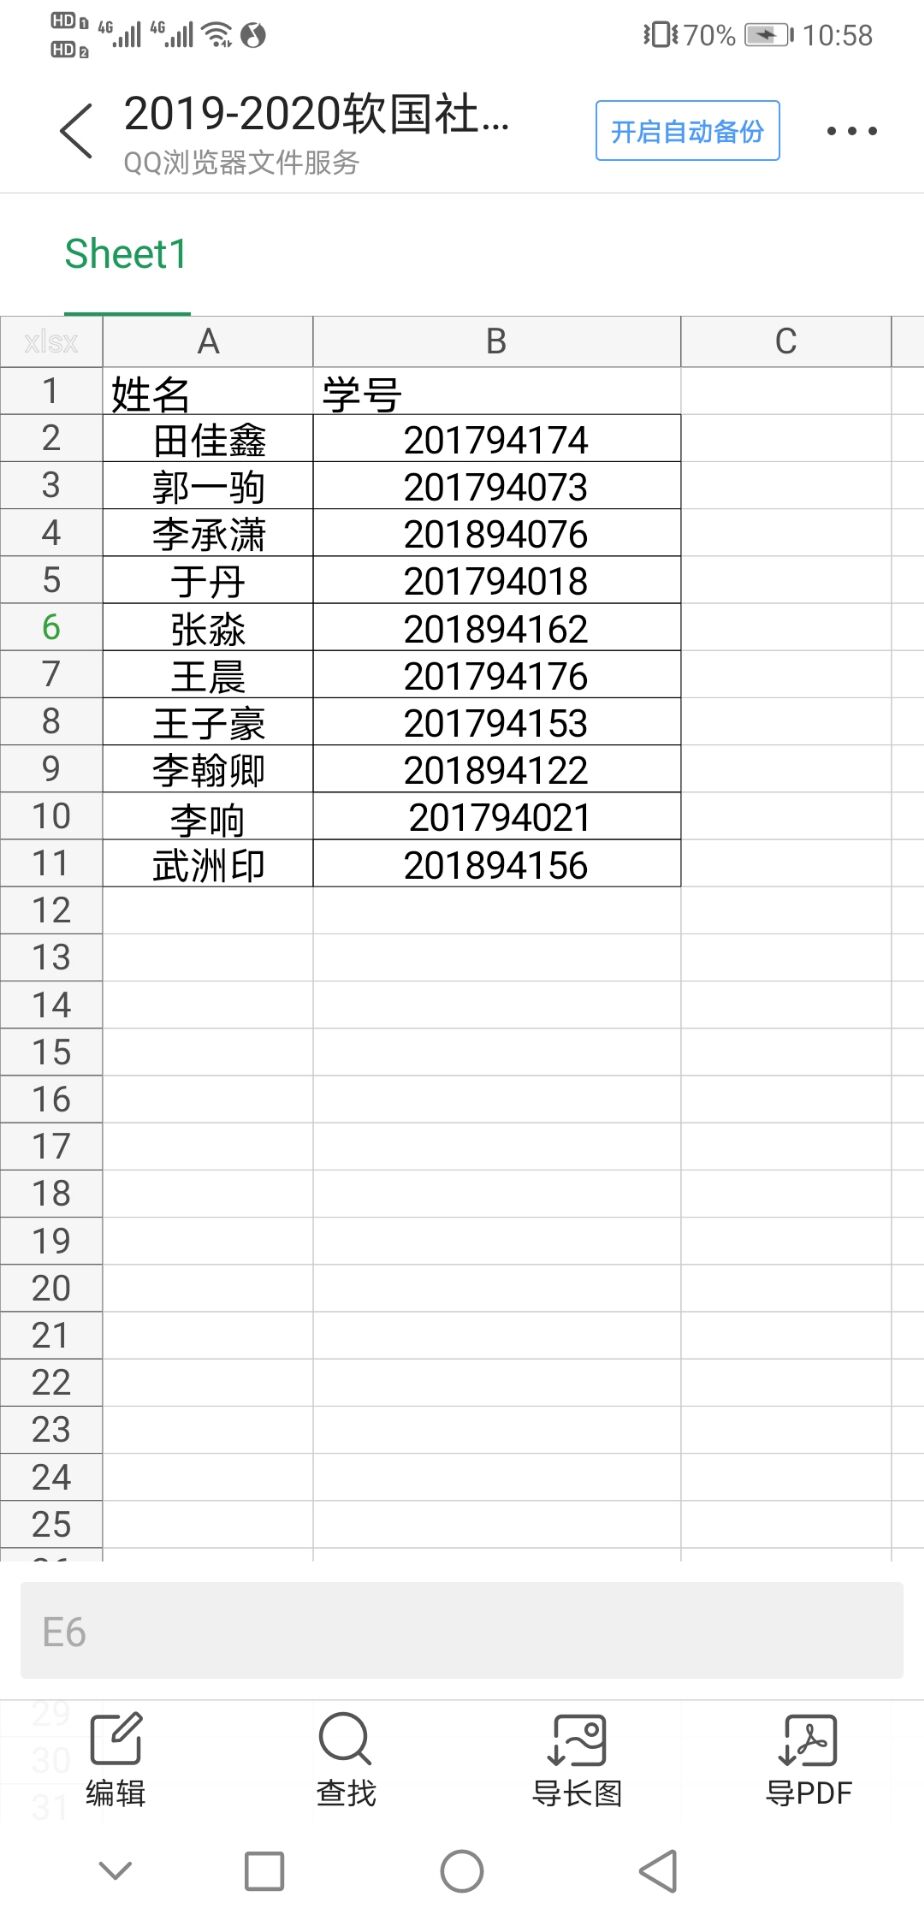 HD 1 4G 4G 70% 10:58
HD 2
2019-2020软国社...
QQ浏览器文件服务
开启自动备份
Sheet1
xlsx A B C
1 姓名 学号
2 田佳鑫 201794174
3 郭一驹 201794073
4 李承潇 201894076
5 于丹 201794018
6 张淼 201894162
7 王晨 201794176
8 王子豪 201794153
9 李翰卿 201894122
10 李响 201794021
11 武洲印 201894156
12
13
14
15
16
17
18
19
20
21
22
23
24
25
E6
29
30
31
编辑 查找 导长图 导PDF